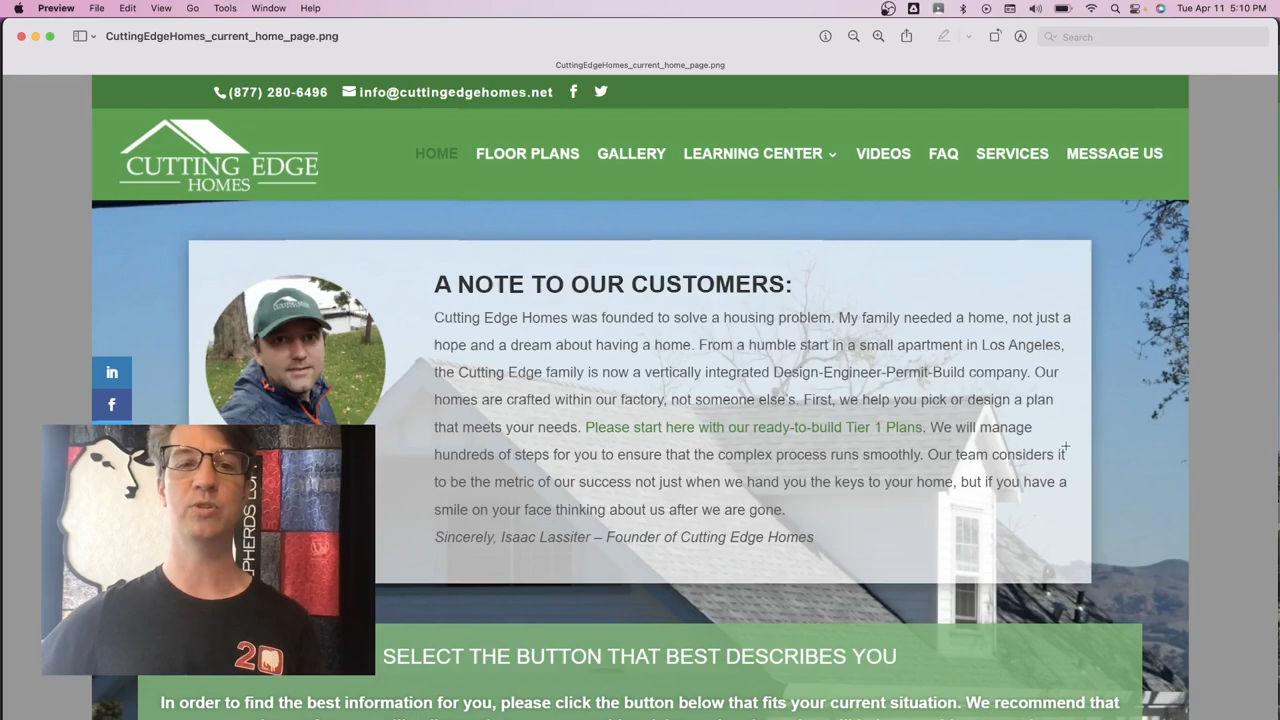 Preview File Edit View Go Tools Window Help Tue Apr 11 5:10 PM
CuttingEdgeHomes_current_home_page.png Search
CuttingEdgeHomes_current_home_page.png
(877) 280-6496 info@cuttingedgehomes.net
CUTTING EDGE
HOMES
HOME FLOOR PLANS GALLERY LEARNING CENTER VIDEOS FAQ SERVICES MESSAGE US
A NOTE TO OUR CUSTOMERS:
Cutting Edge Homes was founded to solve a housing problem. My family needed a home, not just a
hope and a dream about having a home. From a humble start in a small apartment in Los Angeles,
the Cutting Edge family is now a vertically integrated Design-Engineer-Permit-Build company. Our
homes are crafted within our factory, not someone else's. First, we help you pick or design a plan
that meets your needs. Please start here with our ready-to-build Tier 1 Plans. We will manage
hundreds of steps for you to ensure that the complex process runs smoothly. Our team considers it
to be the metric of our success not just when we hand you the keys to your home, but if you have a
smile on your face thinking about us after we are gone.
Sincerely, Isaac Lassiter – Founder of Cutting Edge Homes
in
f
20
SELECT THE BUTTON THAT BEST DESCRIBES YOU
In order to find the best information for you, please click the button below that fits your current situation. We recommend that